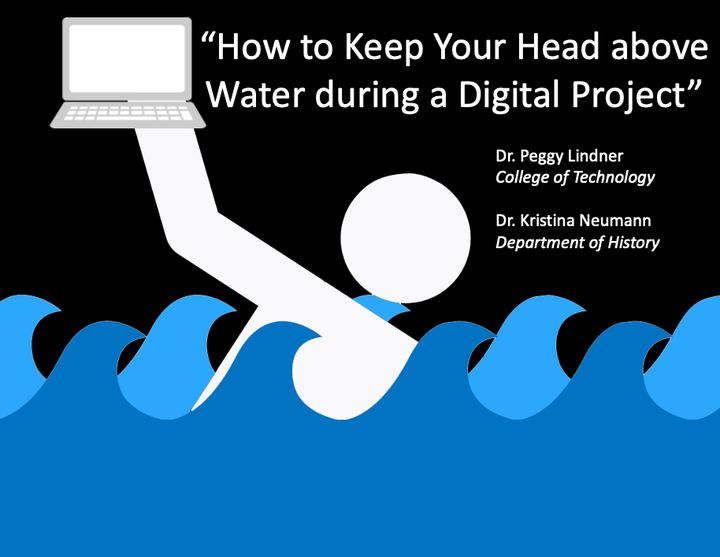 “How to Keep Your Head above
Water during a Digital Project”
Dr. Peggy Lindner
College of Technology
Dr. Kristina Neumann
Department of History